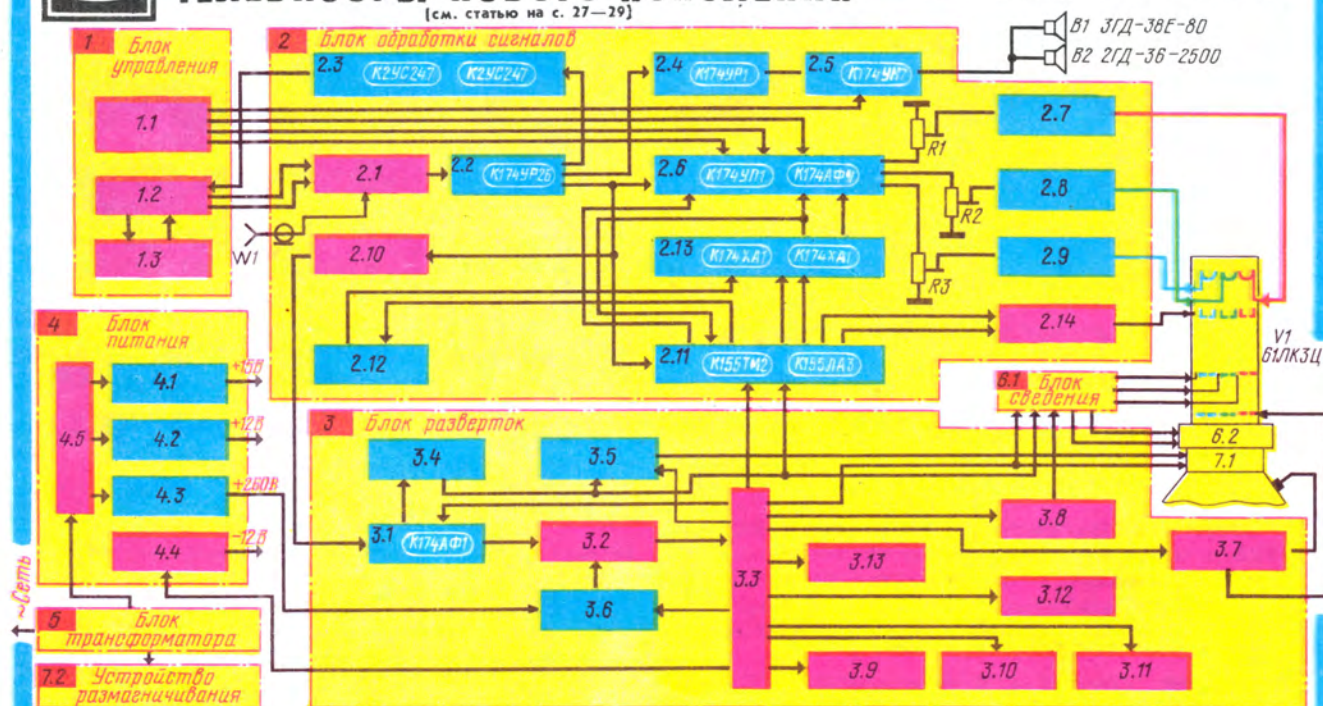 [см. статью на с. 27—29]
1 Блок управления
1.1
1.2
1.3
2 Блок обработки сигналов
2.3 К2УС247 К2УС247
2.4 К174УР1
2.5 К174УН7
В1 3ГД-38Е-80
В2 2ГД-36-2500
2.1
2.2 К174УР2Б
2.6 К174УП1 К174АФ4
R1
R2
R3
2.7
2.8
2.9
W1
2.10
2.13 К174ХА1 К174ХА1
2.12
2.11 К155ТМ2 К155ЛА3
2.14
V1
61ЛК3Ц
6.1 Блок сведения
6.2
7.1
4 Блок питания
4.5
4.1 +15В
4.2 +12В
4.3 +260В
4.4 -12В
~Сеть
5 Блок трансформатора
7.2 Устройство размагничивания
3 Блок разверток
3.4
3.5
3.1 К174АФ1
3.2
3.3
3.6
3.8
3.13
3.7
3.12
3.9
3.10
3.11